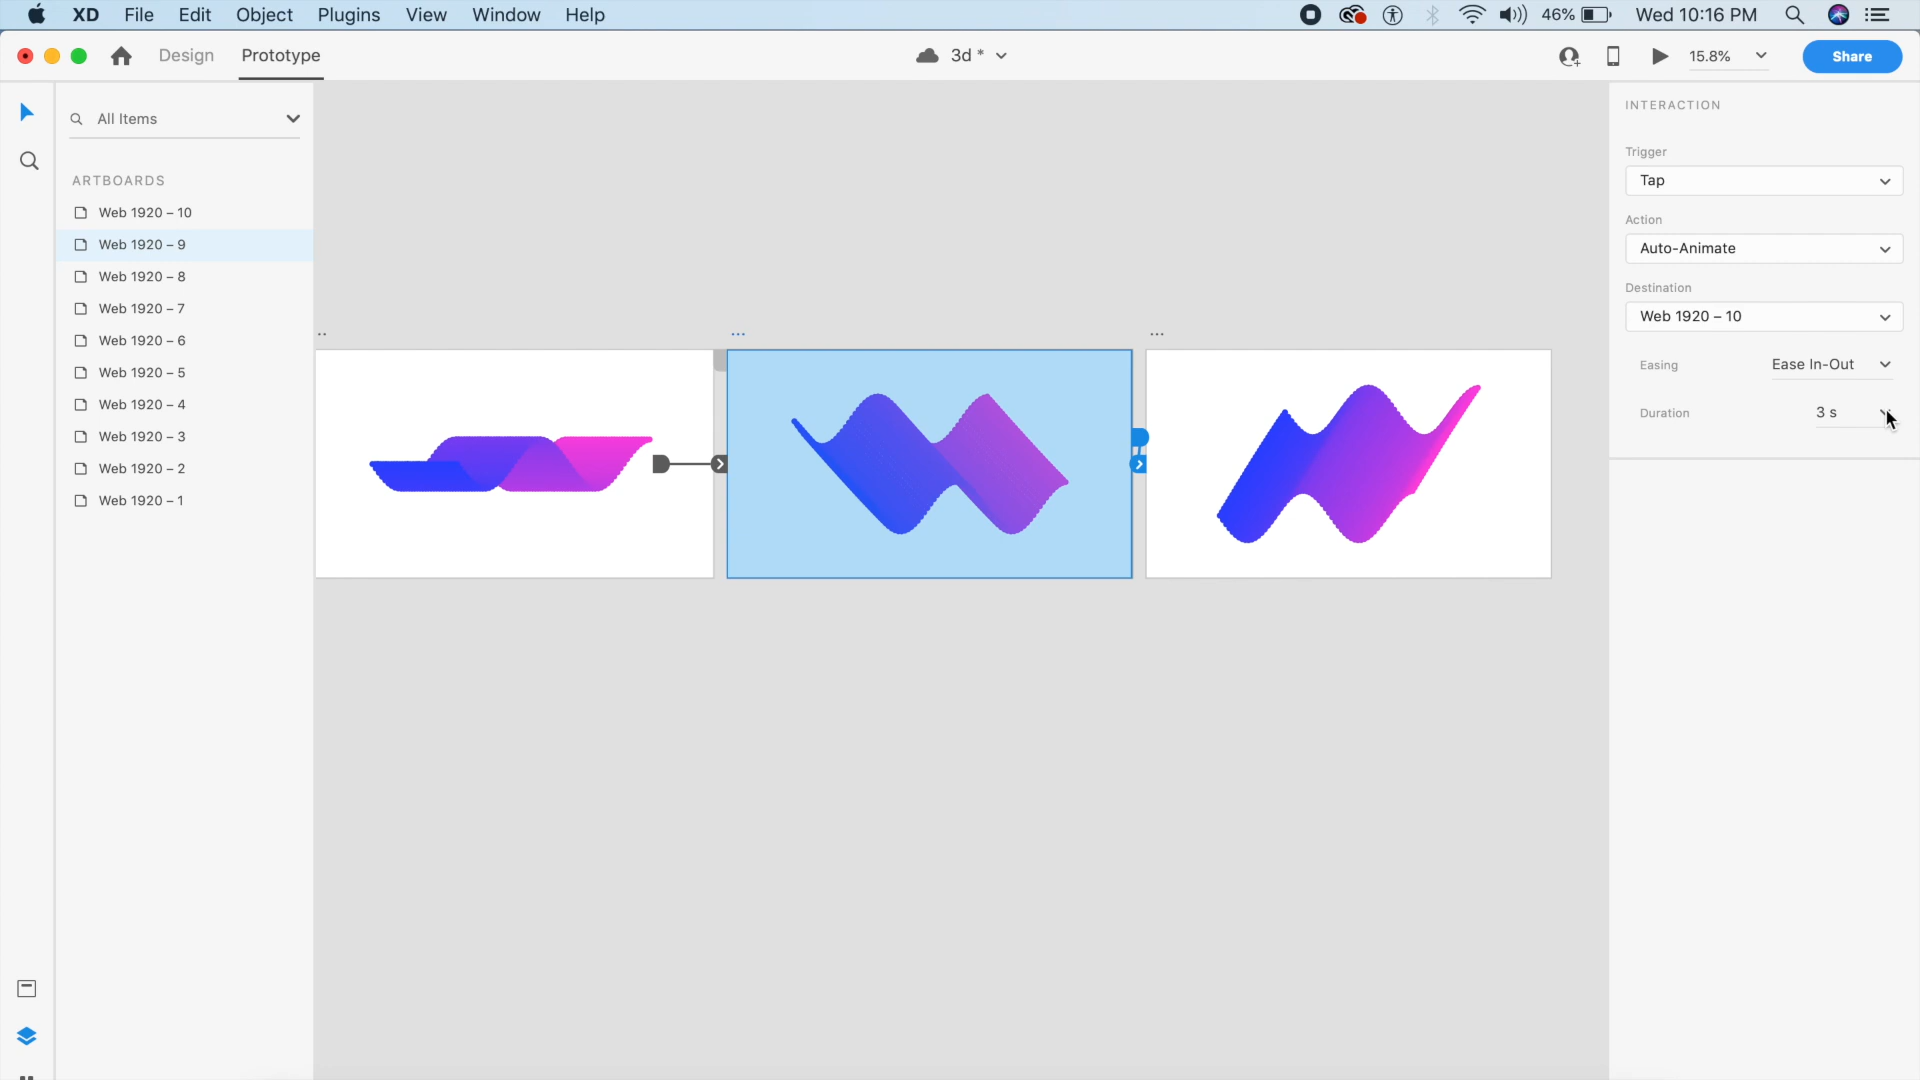 XD File Edit Object Plugins View Window Help 46% Wed 10:16 PM
Design Prototype 3d * 15.8% Share
All Items
ARTBOARDS
Web 1920 – 10
Web 1920 – 9
Web 1920 – 8
Web 1920 – 7
Web 1920 – 6
Web 1920 – 5
Web 1920 – 4
Web 1920 – 3
Web 1920 – 2
Web 1920 – 1
INTERACTION
Trigger
Tap
Action
Auto-Animate
Destination
Web 1920 – 10
Easing Ease In-Out
Duration 3 s